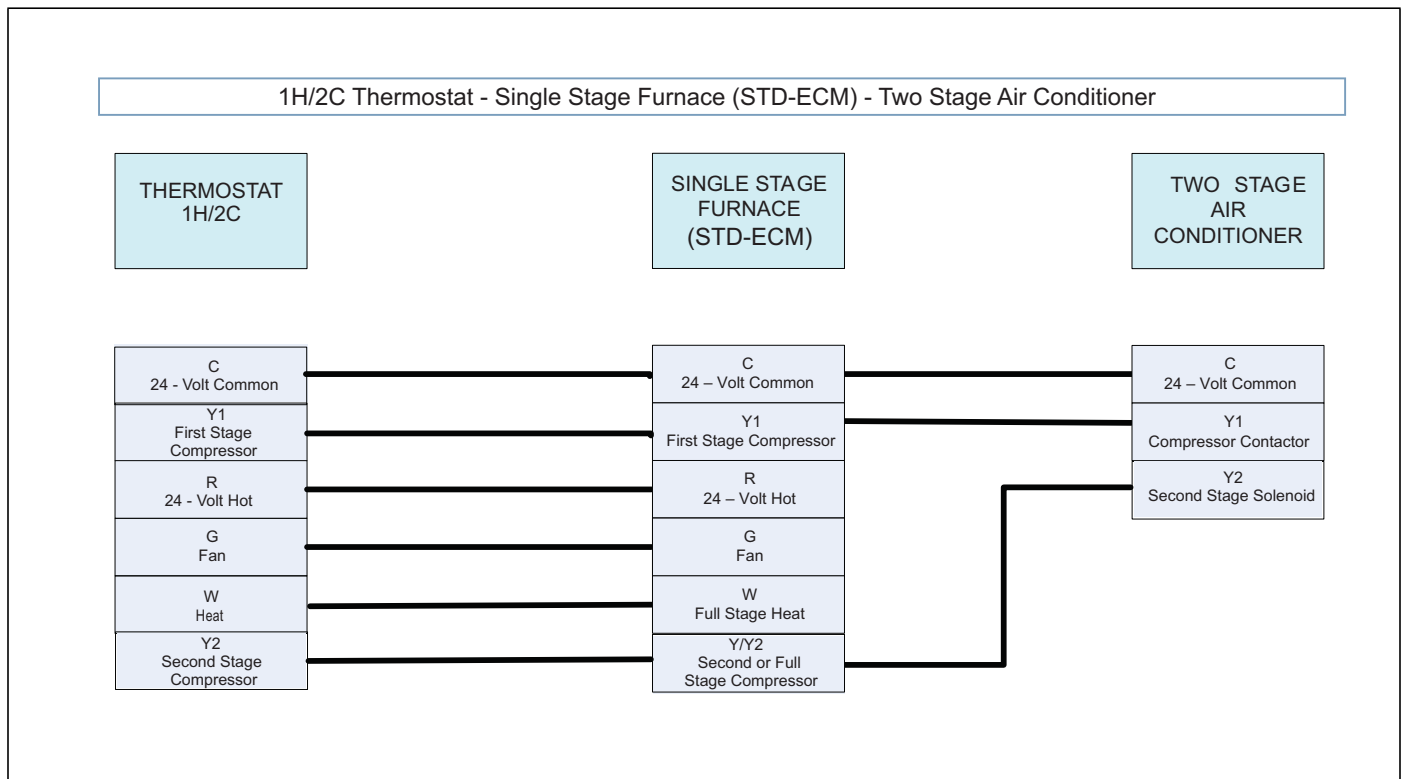 1H/2C Thermostat - Single Stage Furnace (STD-ECM) - Two Stage Air Conditioner
THERMOSTAT
1H/2C
SINGLE STAGE
FURNACE
(STD-ECM)
TWO STAGE
AIR
CONDITIONER
C
24 - Volt Common
Y1
First Stage
Compressor
R
24 - Volt Hot
G
Fan
W
Heat
Y2
Second Stage
Compressor
C
24 – Volt Common
Y1
First Stage Compressor
R
24 – Volt Hot
G
Fan
W
Full Stage Heat
Y/Y2
Second or Full
Stage Compressor
C
24 – Volt Common
Y1
Compressor Contactor
Y2
Second Stage Solenoid